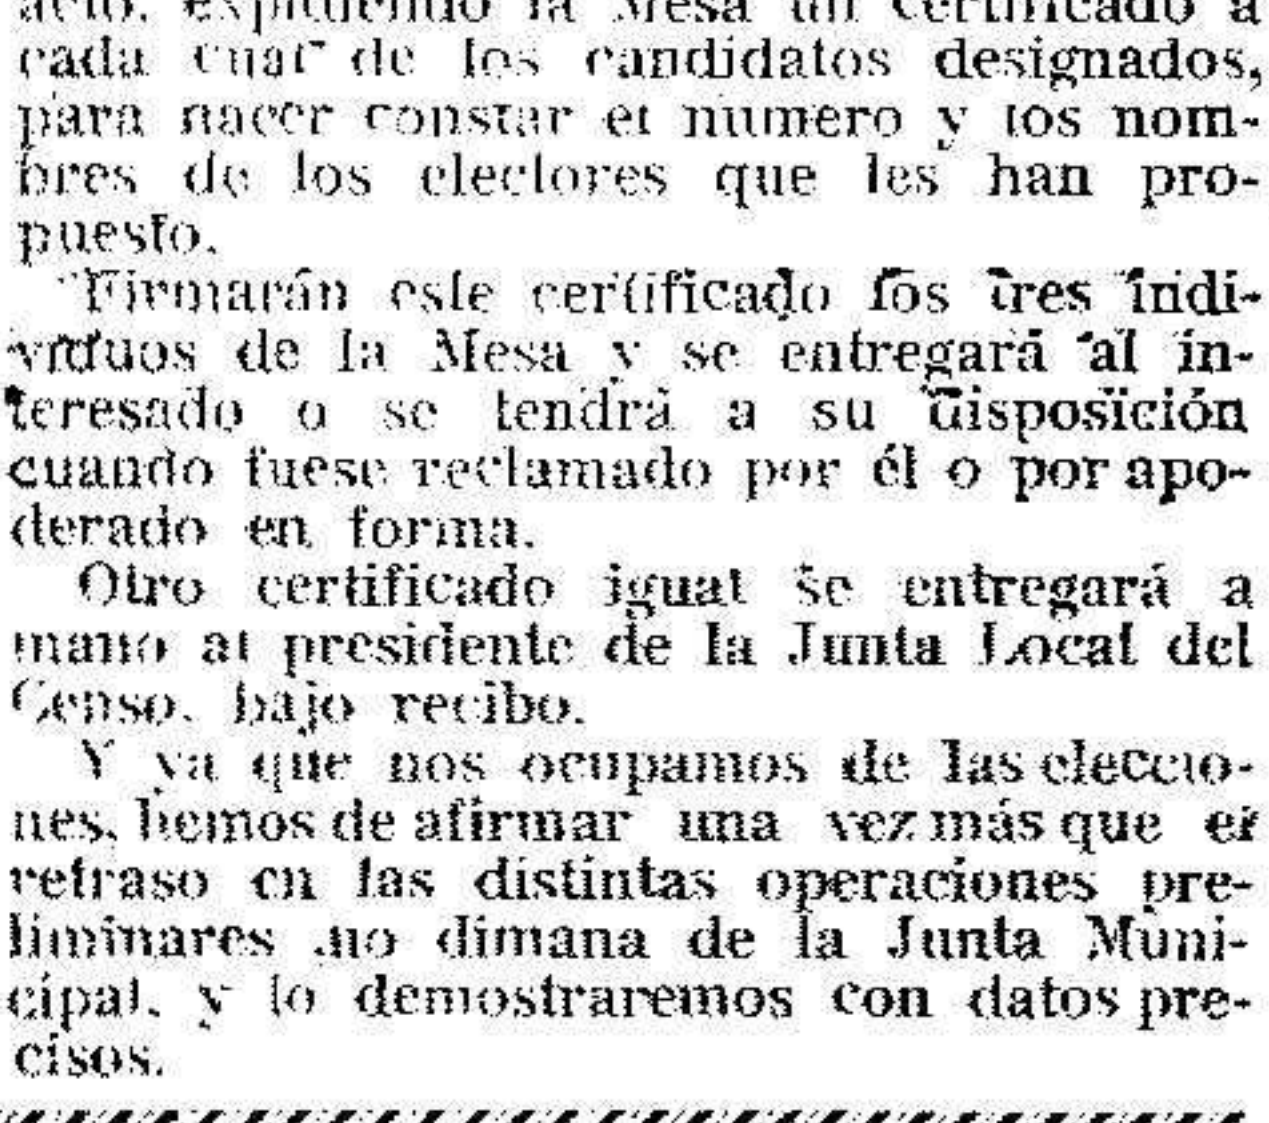 acto, expidiendo la Mesa un certificado a
cada cual de los candidatos designados,
para hacer constar el número y los nom-
bres de los electores que les han pro-
puesto.
Firmarán este certificado los tres indi-
viduos de la Mesa y se entregará al in-
teresado o se tendrá a su disposición
cuando fuese reclamado por él o por apo-
derado en forma.
Otro certificado igual se entregará a
mano al presidente de la Junta Local del
Censo, bajo recibo.
Y ya que nos ocupamos de las eleccio-
nes, hemos de afirmar una vez más que el
retraso en las distintas operaciones pre-
liminares no dimana de la Junta Muni-
cipal, y lo demostraremos con datos pre-
cisos.